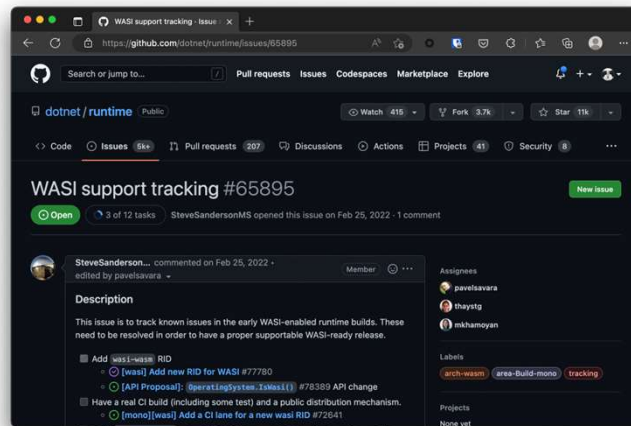 WASI support tracking · Issue
https://github.com/dotnet/runtime/issues/65895
Search or jump to... / Pull requests Issues Codespaces Marketplace Explore
dotnet / runtime Public
Watch 415 Fork 3.7k Star 11k
Code Issues 5k+ Pull requests 207 Discussions Actions Projects 41 Security 8
WASI support tracking #65895
New issue
Open 3 of 12 tasks SteveSandersonMS opened this issue on Feb 25, 2022 · 1 comment
SteveSanderson... commented on Feb 25, 2022 •
edited by pavelsavara
Member
Description
This issue is to track known issues in the early WASI-enabled runtime builds. These
need to be resolved in order to have a proper supportable WASI-ready release.
Add wasi-wasm RID
[wasi] Add new RID for WASI #77780
[API Proposal]: OperatingSystem.IsWasi() #78389 API change
Have a real CI build (including some test) and a public distribution mechanism.
[mono][wasi] Add a CI lane for a new wasi RID #72641
Assignees
pavelsavara
thaystg
mkhamoyan
Labels
arch-wasm area-Build-mono tracking
Projects
None yet